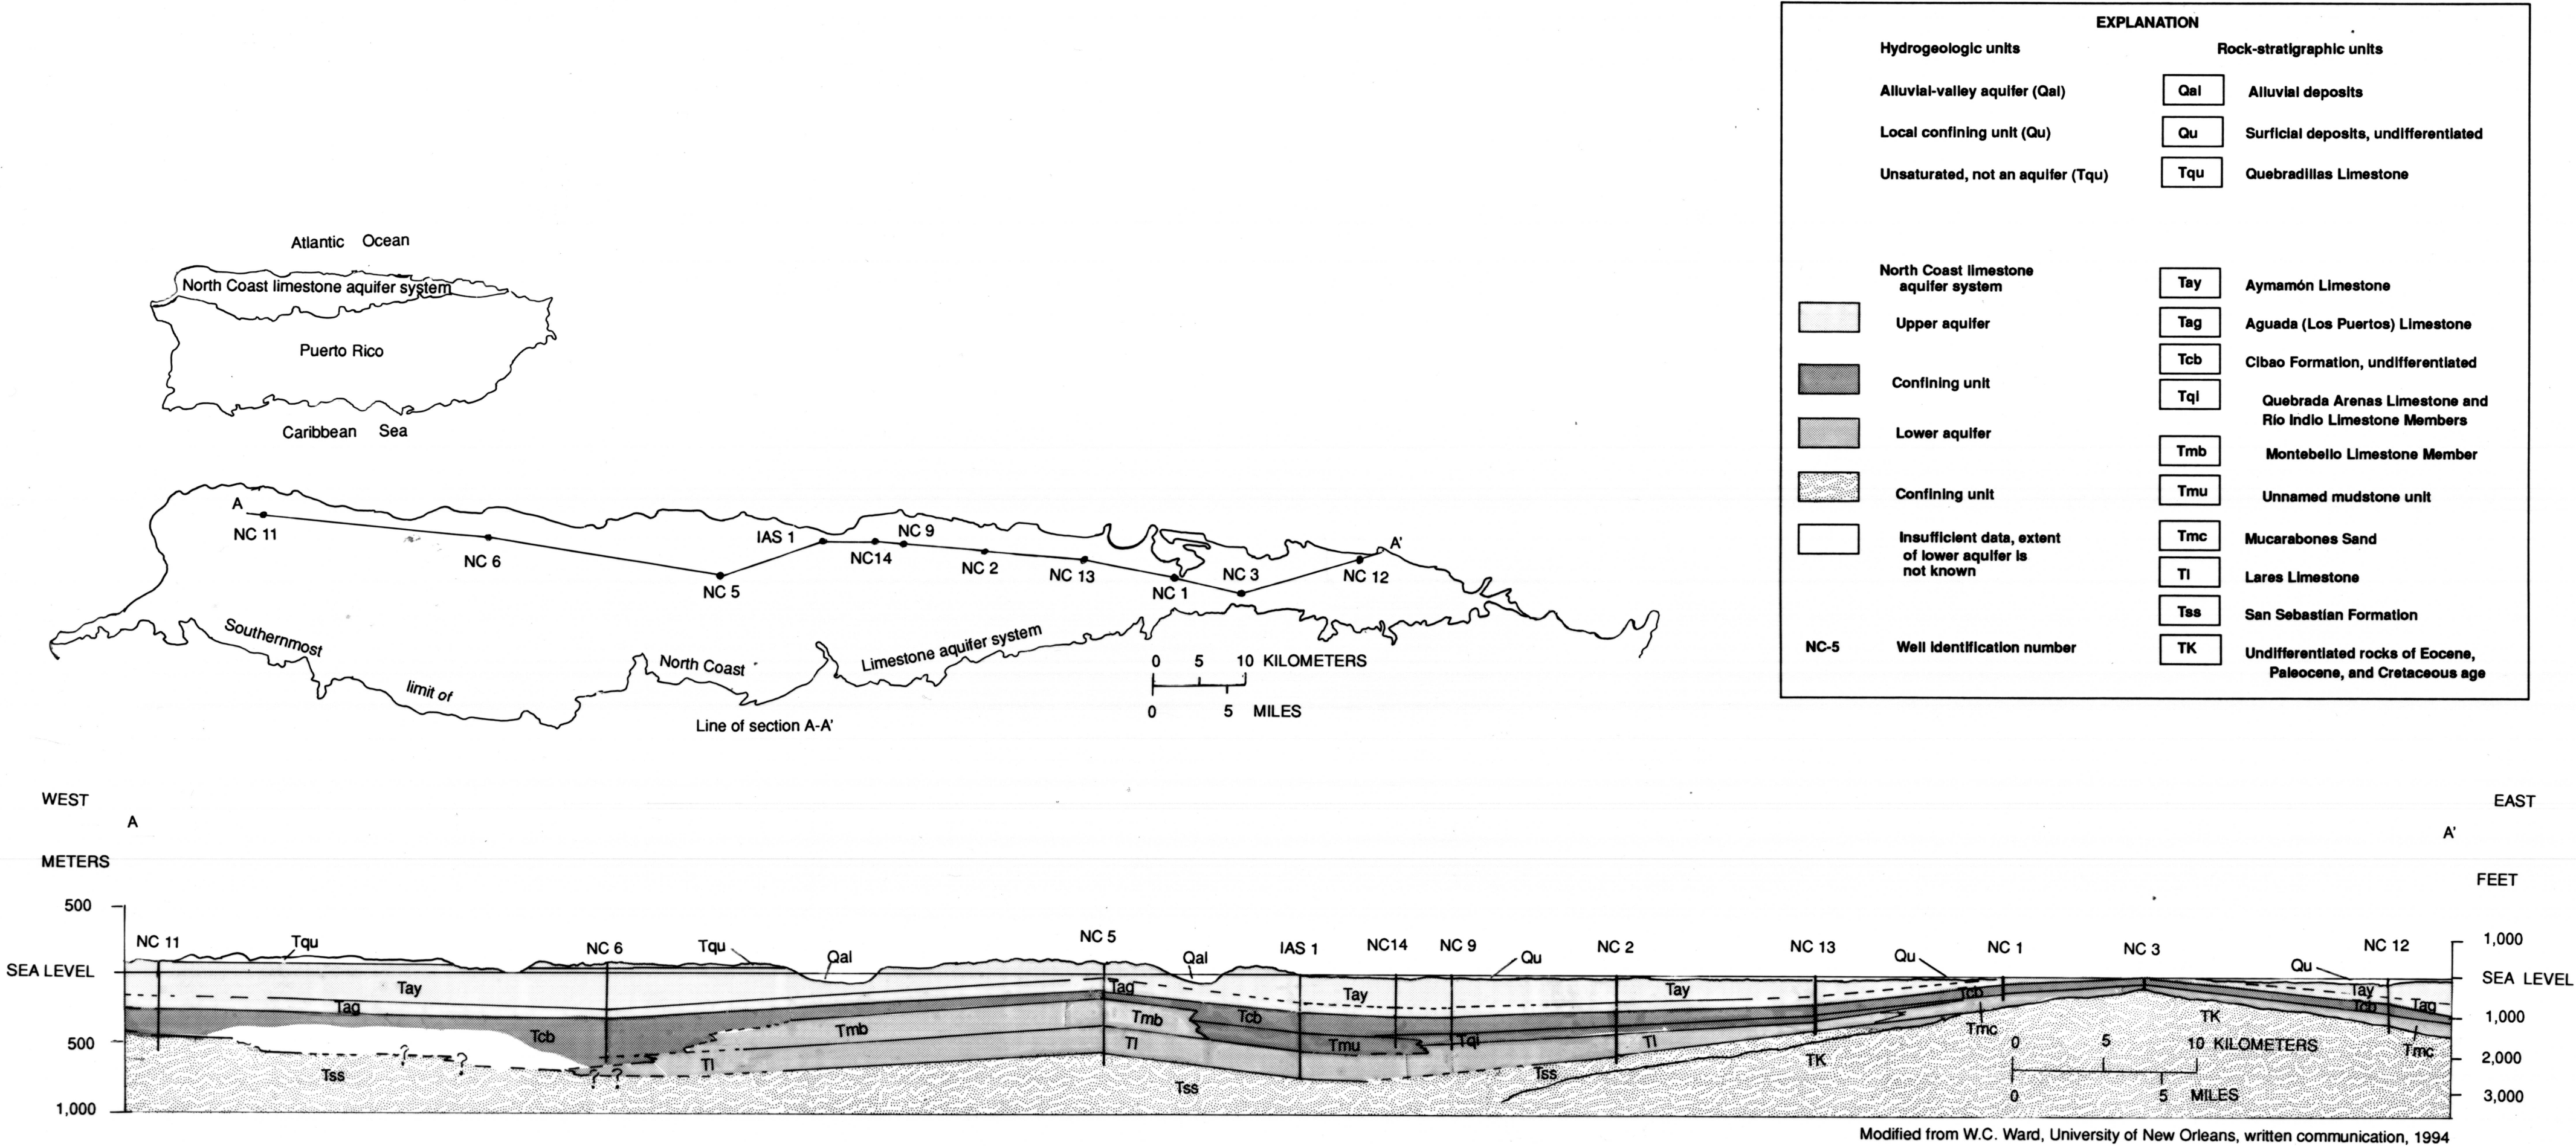 EXPLANATION
Hydrogeologic units
Rock-stratigraphic units
Alluvial-valley aquifer (Qal)
Qal
Alluvial deposits
Local confining unit (Qu)
Qu
Surficial deposits, undifferentiated
Unsaturated, not an aquifer (Tqu)
Tqu
Quebradillas Limestone
North Coast limestone
aquifer system
Tay
Aymamón Limestone
Upper aquifer
Tag
Aguada (Los Puertos) Limestone
Tcb
Cibao Formation, undifferentiated
Confining unit
Tqi
Quebrada Arenas Limestone and
Río Indio Limestone Members
Lower aquifer
Tmb
Montebello Limestone Member
Confining unit
Tmu
Unnamed mudstone unit
Insufficient data, extent
of lower aquifer is
not known
Tmc
Mucarabones Sand
Tl
Lares Limestone
Tss
San Sebastían Formation
NC-5
Well identification number
TK
Undifferentiated rocks of Eocene,
Paleocene, and Cretaceous age
Atlantic Ocean
North Coast limestone aquifer system
Puerto Rico
Caribbean Sea
A
NC 11
NC 6
NC 5
IAS 1
NC14
NC 9
NC 2
NC 13
NC 1
NC 3
NC 12
A'
Southernmost
limit of
North Coast
Limestone aquifer system
0 5 10 KILOMETERS
0 5 MILES
Line of section A-A'
WEST
EAST
A
A'
METERS
FEET
500
SEA LEVEL
500
1,000
1,000
SEA LEVEL
1,000
2,000
3,000
NC 11
Tqu
NC 6
Tqu
Qal
NC 5
Qal
IAS 1
NC14
NC 9
Qu
NC 2
NC 13
Qu
NC 1
NC 3
Qu
NC 12
Tay
Tag
Tcb
Tss
? ?
? ?
Tmb
Tl
Tag
Tmb
Tl
Tss
Tcb
Tay
Tmu
Tql
Tss
Tay
Tl
TK
Tcb
Tmc
TK
Tay
Tcb
Tag
Tmc
0 5 10 KILOMETERS
0 5 MILES
Modified from W.C. Ward, University of New Orleans, written communication, 1994